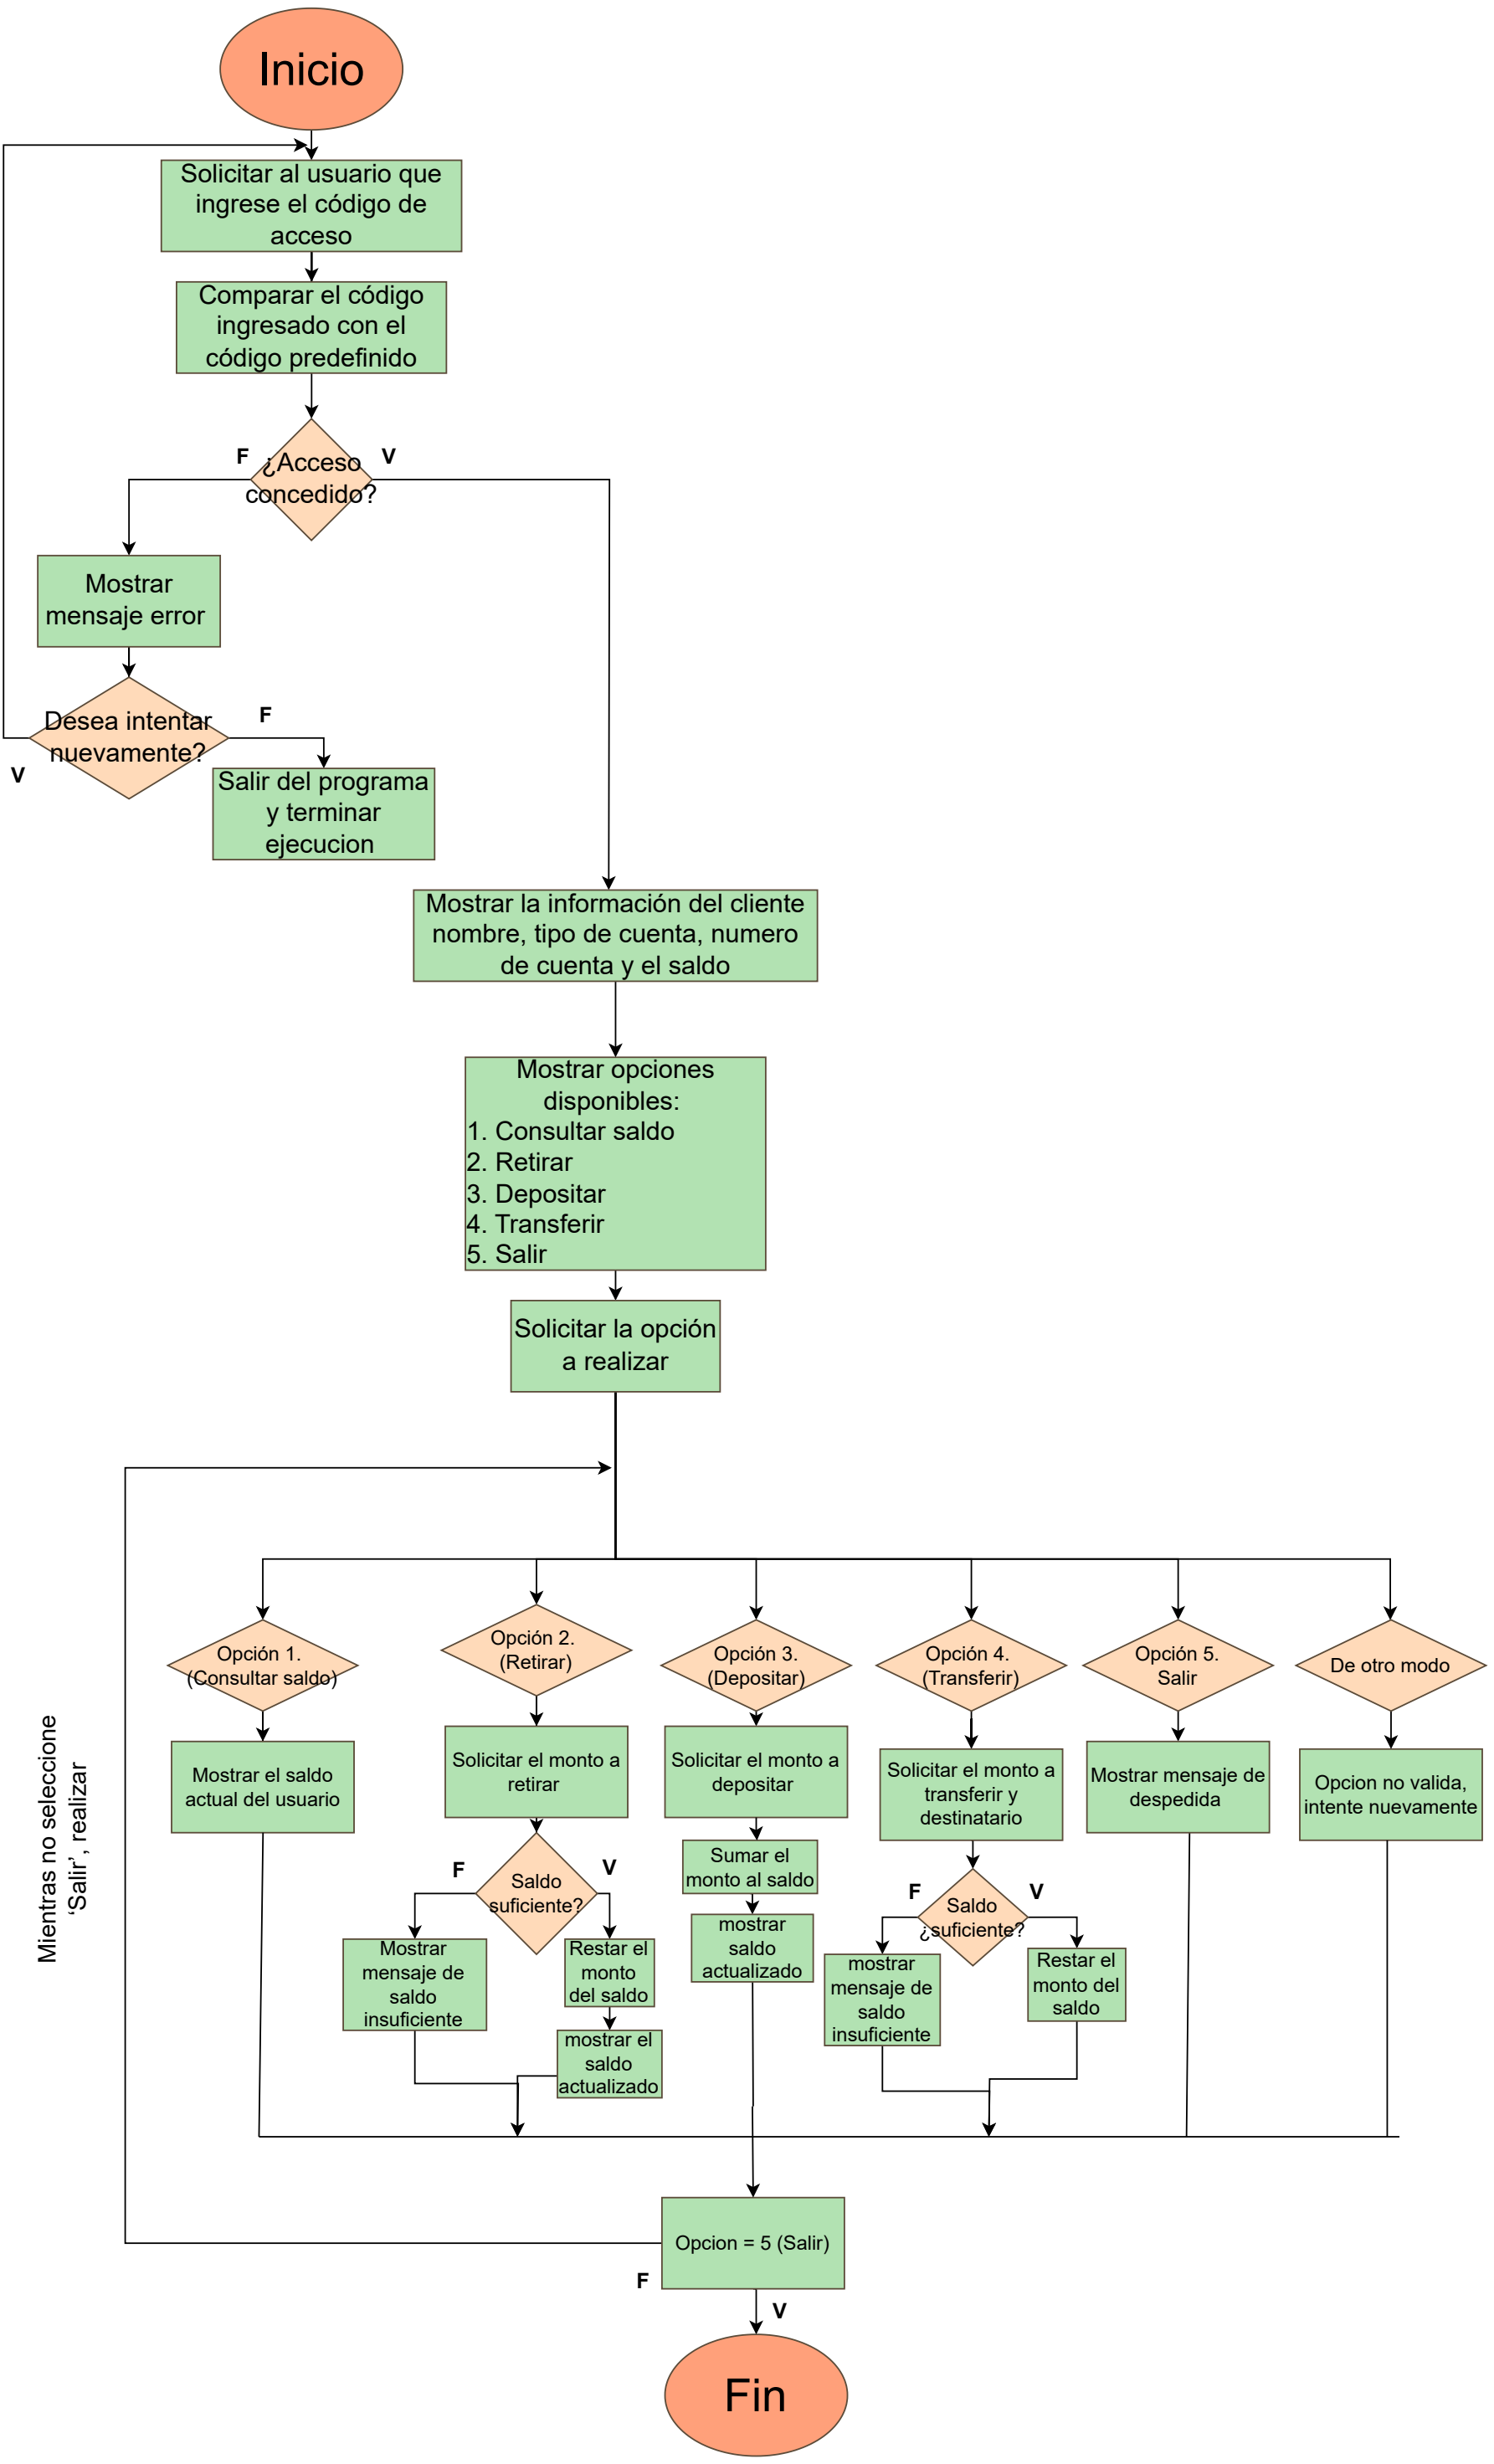 Inicio
Solicitar al usuario que
ingrese el código de
acceso
Comparar el código
ingresado con el
código predefinido
F
¿Acceso
concedido?
V
Mostrar
mensaje error
Desea intentar
nuevamente?
F
V
Salir del programa
y terminar
ejecucion
Mostrar la información del cliente
nombre, tipo de cuenta, numero
de cuenta y el saldo
Mostrar opciones
disponibles:
1. Consultar saldo
2. Retirar
3. Depositar
4. Transferir
5. Salir
Solicitar la opción
a realizar
Mientras no seleccione
‘Salir’, realizar
Opción 1.
(Consultar saldo)
Opción 2.
(Retirar)
Opción 3.
(Depositar)
Opción 4.
(Transferir)
Opción 5.
Salir
De otro modo
Mostrar el saldo
actual del usuario
Solicitar el monto a
retirar
Solicitar el monto a
depositar
Solicitar el monto a
transferir y
destinatario
Mostrar mensaje de
despedida
Opcion no valida,
intente nuevamente
F
Saldo
suficiente?
V
Sumar el
monto al saldo
F
Saldo
¿suficiente?
V
Mostrar
mensaje de
saldo
insuficiente
Restar el
monto
del saldo
mostrar el
saldo
actualizado
mostrar
saldo
actualizado
mostrar
mensaje de
saldo
insuficiente
Restar el
monto del
saldo
Opcion = 5 (Salir)
F
V
Fin